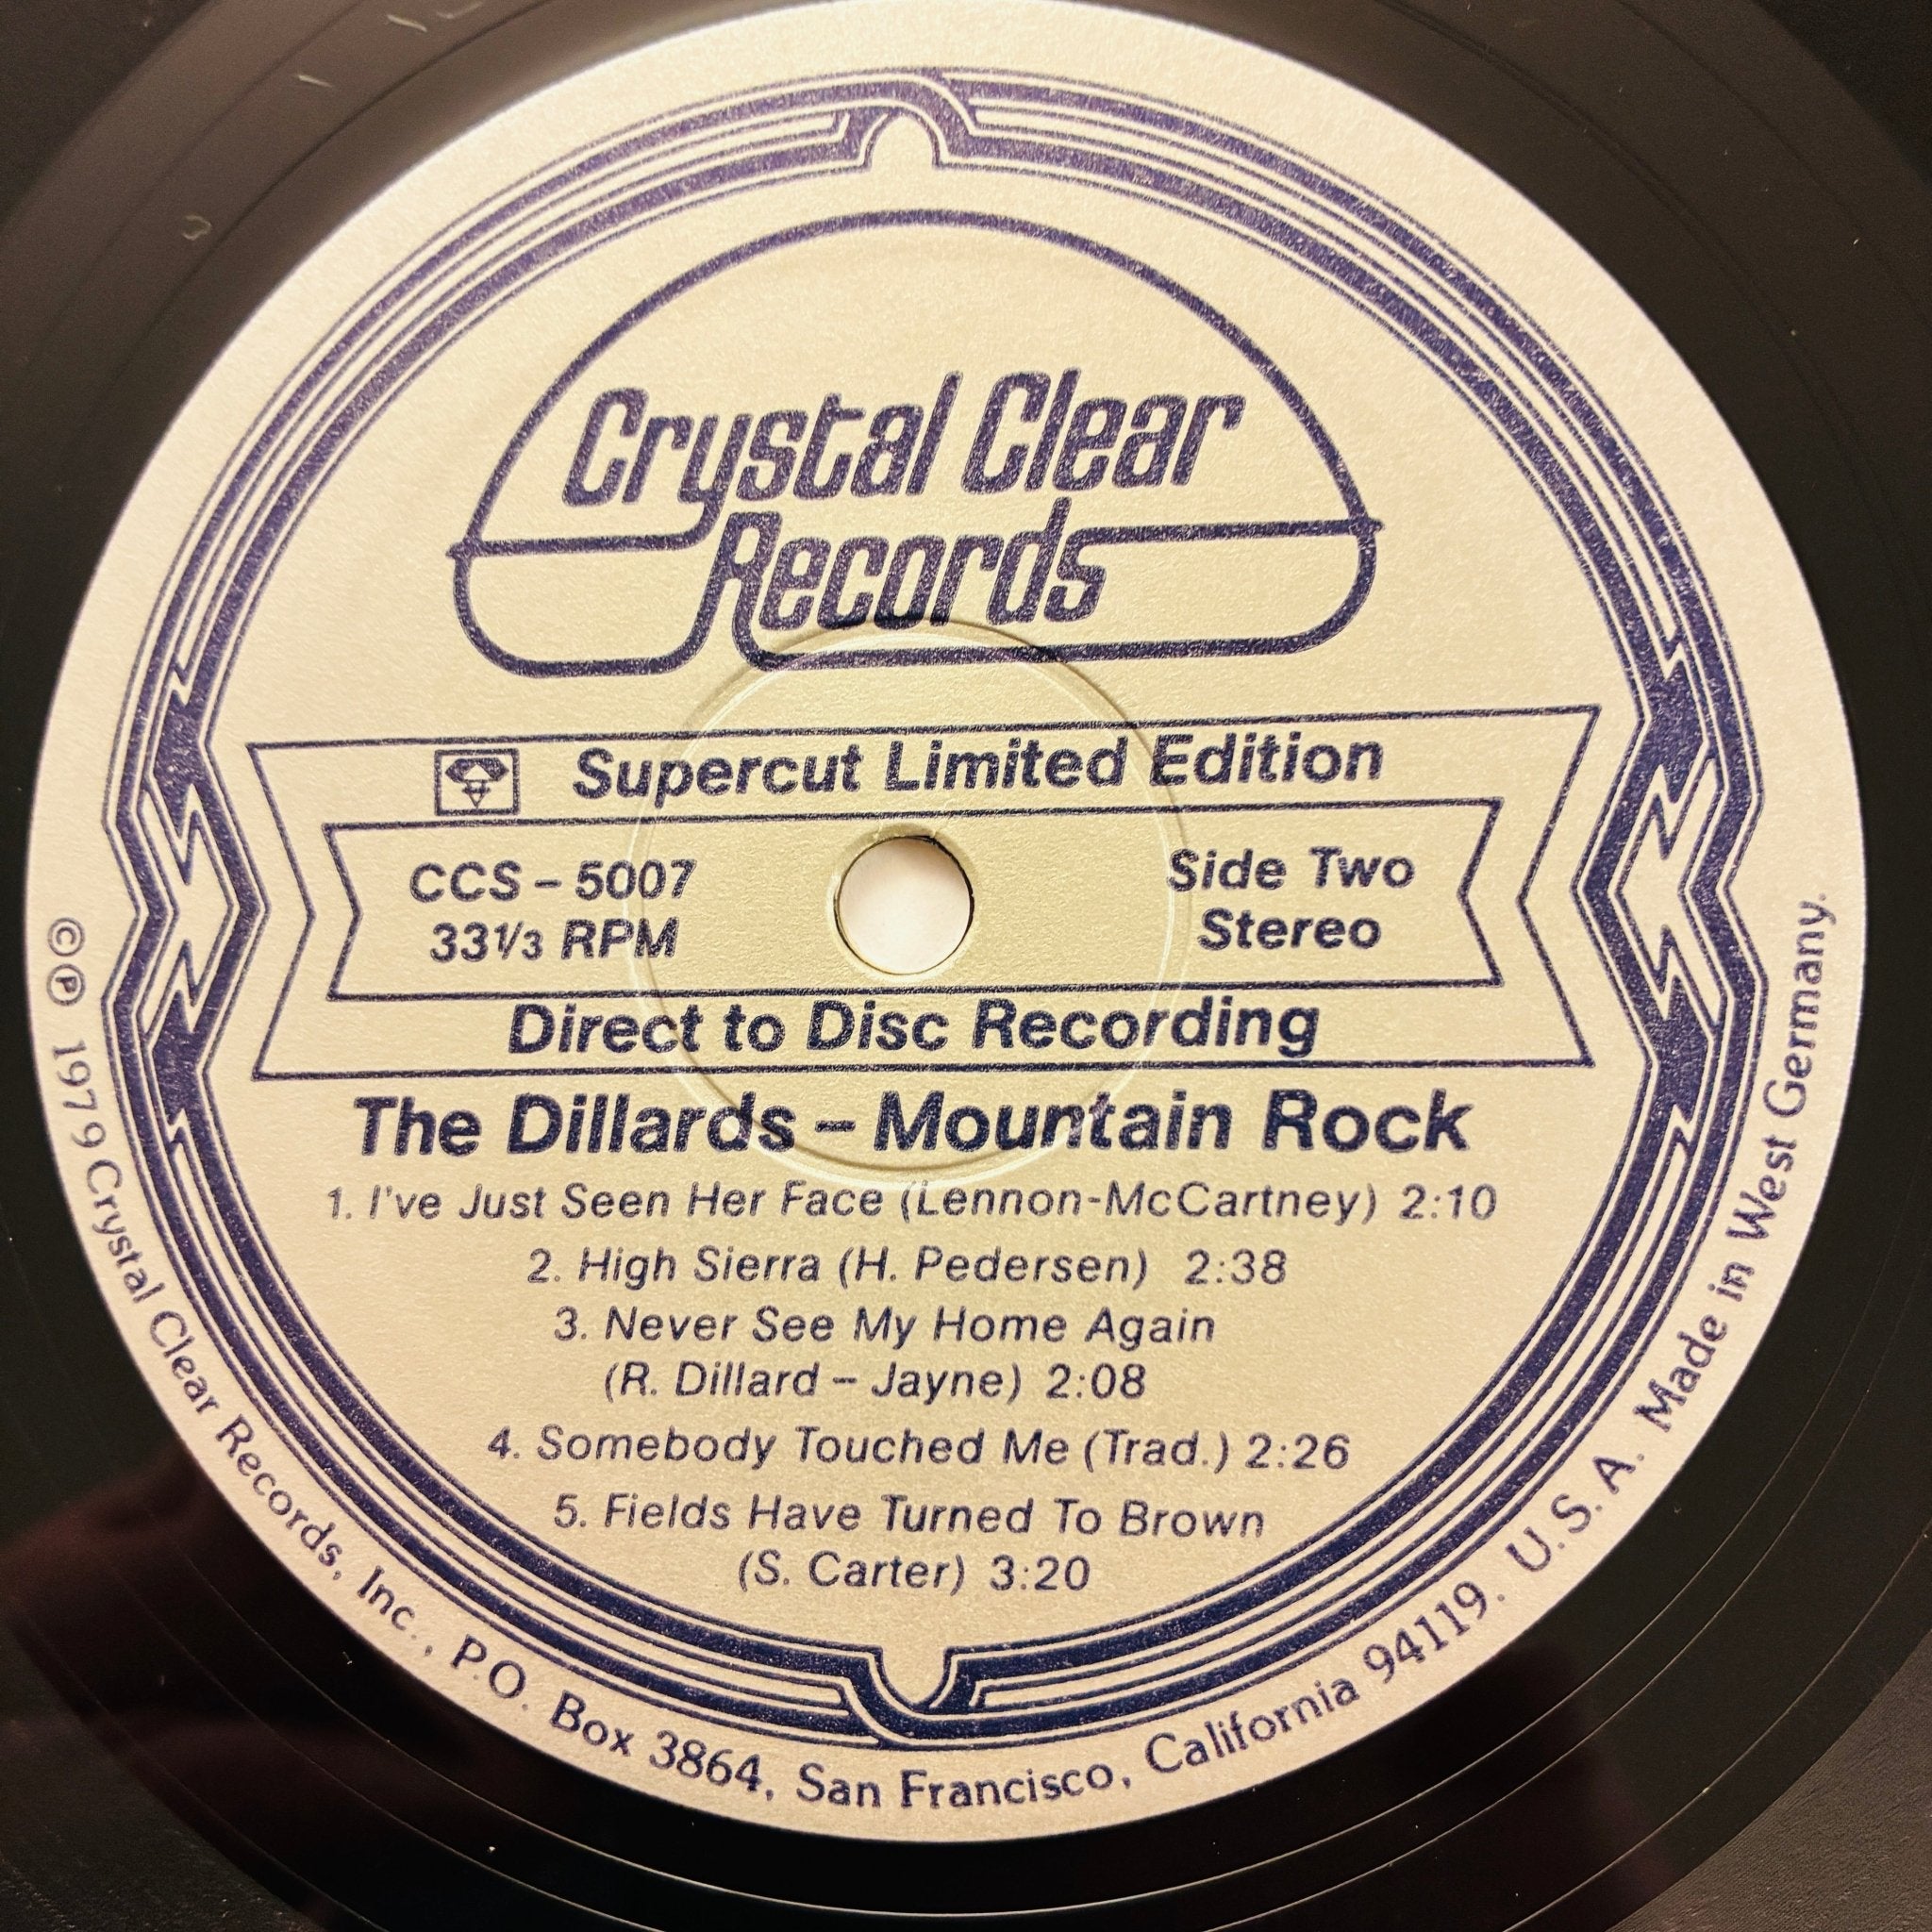 Crystal Clear
Records
Supercut Limited Edition
CCS – 5007
33⅓ RPM
Side Two
Stereo
Direct to Disc Recording
The Dillards – Mountain Rock
1. I've Just Seen Her Face (Lennon-McCartney) 2:10
2. High Sierra (H. Pedersen) 2:38
3. Never See My Home Again
(R. Dillard – Jayne) 2:08
4. Somebody Touched Me (Trad.) 2:26
5. Fields Have Turned To Brown
(S. Carter) 3:20
©℗ 1979 Crystal Clear Records, Inc., P.O. Box 3864, San Francisco, California 94119. U.S.A. Made in West Germany.